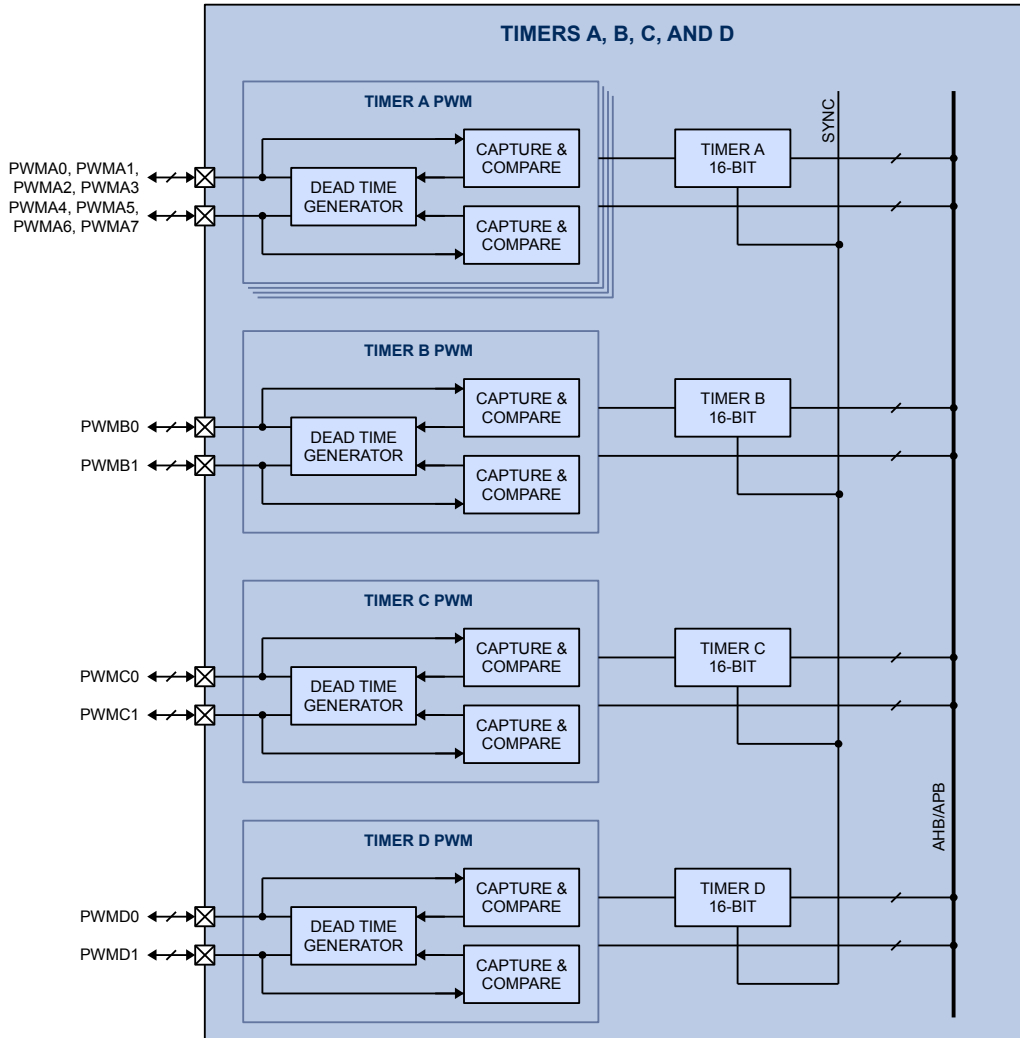 TIMERS A, B, C, AND D
TIMER A PWM
SYNC
PWMA0, PWMA1,
PWMA2, PWMA3
PWMA4, PWMA5,
PWMA6, PWMA7
DEAD TIME
GENERATOR
CAPTURE &
COMPARE
CAPTURE &
COMPARE
TIMER A
16-BIT
TIMER B PWM
PWMB0
PWMB1
DEAD TIME
GENERATOR
CAPTURE &
COMPARE
CAPTURE &
COMPARE
TIMER B
16-BIT
TIMER C PWM
PWMC0
PWMC1
DEAD TIME
GENERATOR
CAPTURE &
COMPARE
CAPTURE &
COMPARE
TIMER C
16-BIT
AHB/APB
TIMER D PWM
PWMD0
PWMD1
DEAD TIME
GENERATOR
CAPTURE &
COMPARE
CAPTURE &
COMPARE
TIMER D
16-BIT